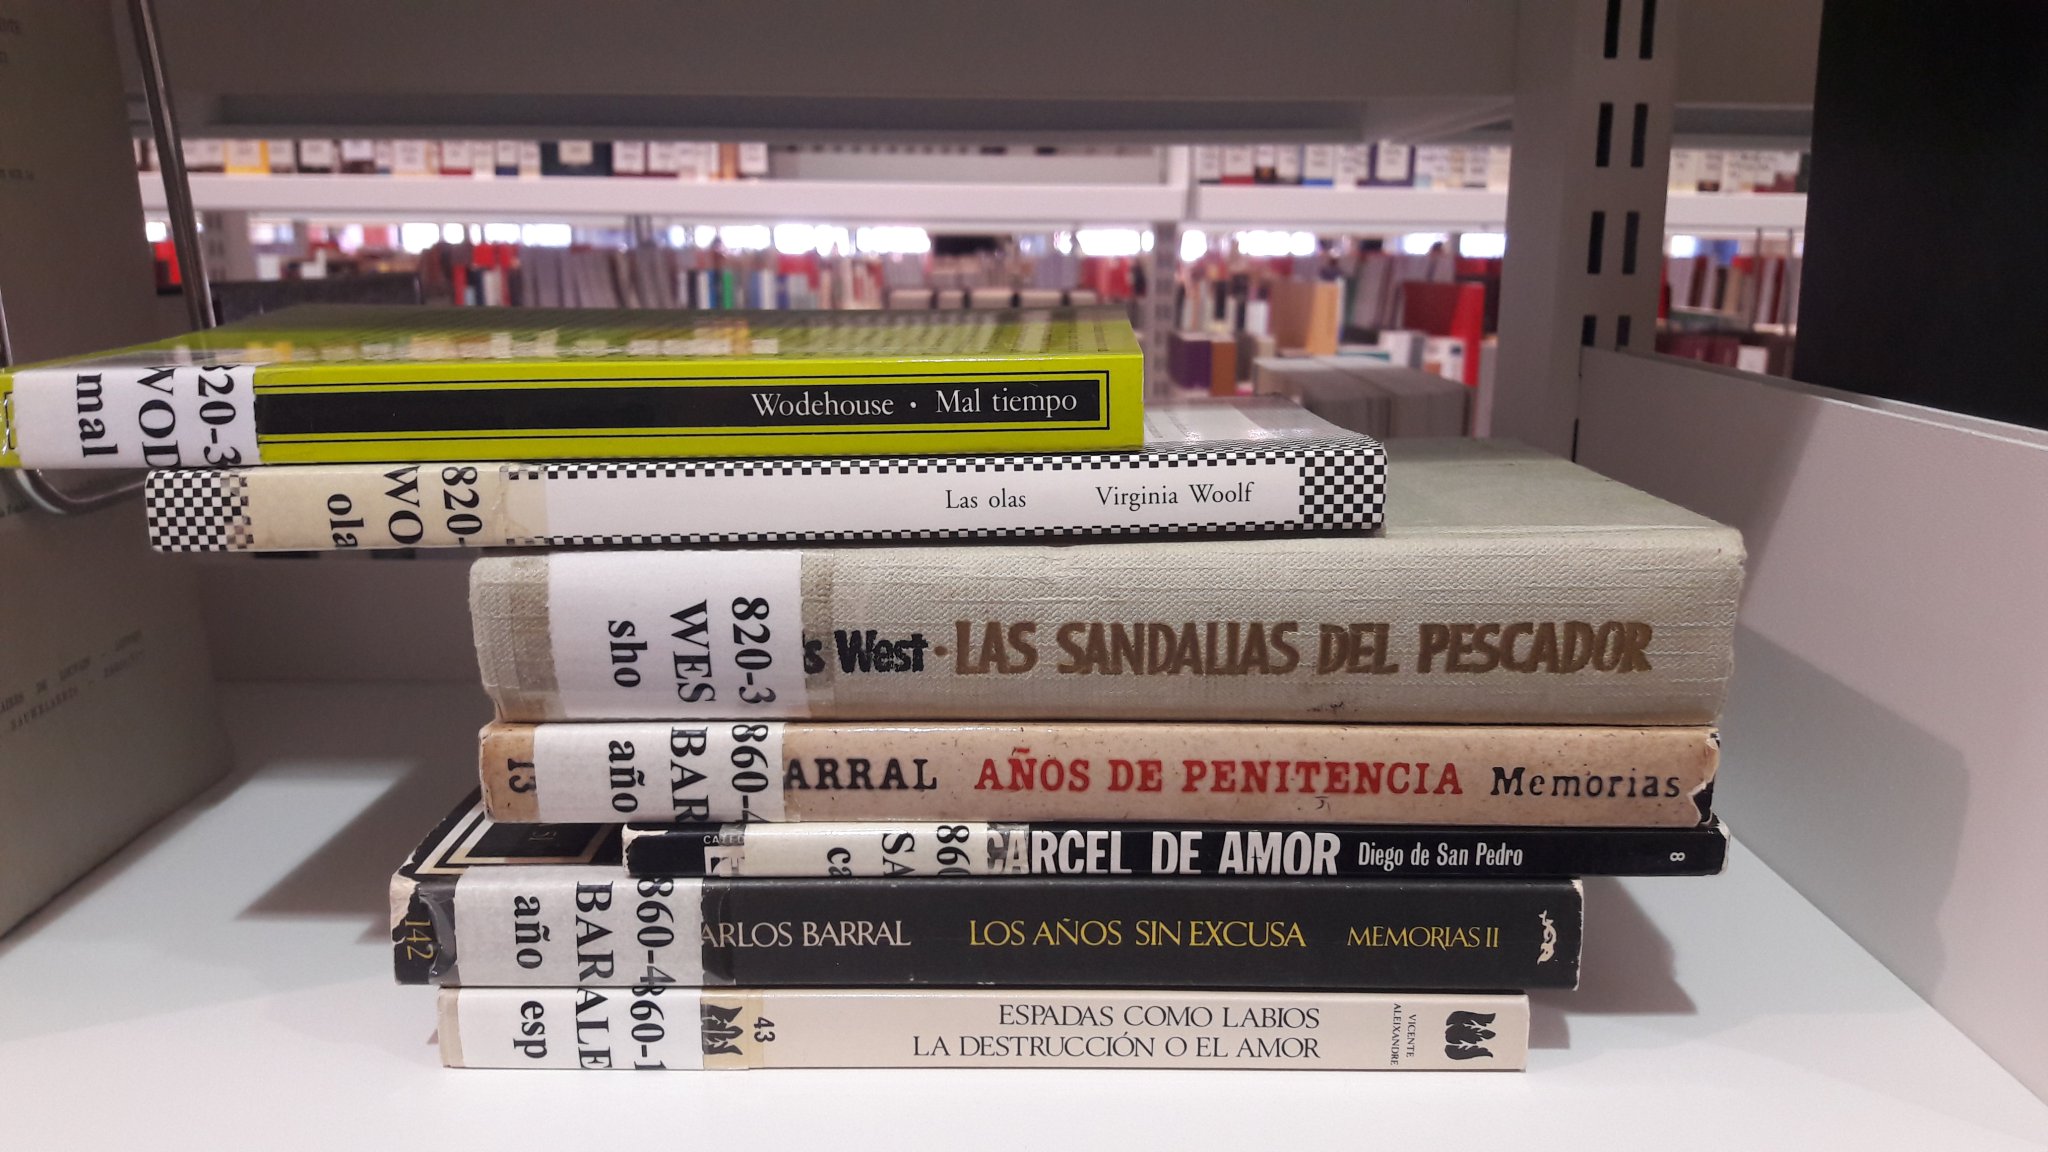 820-3
WOD
mal
Wodehouse · Mal tiempo
820-
WO
ola
Las olas Virginia Woolf
820-3
WES
sho
s West · LAS SANDALIAS DEL PESCADOR
860-4
BAR
año
13
ARRAL AÑOS DE PENITENCIA Memorias
860
SA
ca
CARCEL DE AMOR Diego de San Pedro 8
860-4
BARAL
año
142
ARLOS BARRAL LOS AÑOS SIN EXCUSA MEMORIAS II
860-1
ALE
esp
43
ESPADAS COMO LABIOS
LA DESTRUCCIÓN O EL AMOR
VICENTE
ALEIXANDRE